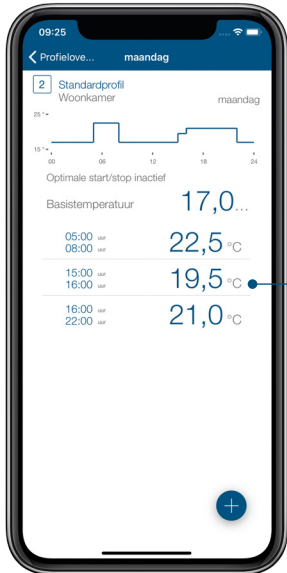 09:25
Profielove... maandag
2 Standardprofil
Woonkamer maandag
25 °
15 °
00 06 12 18 24
Optimale start/stop inactief
Basistemperatuur 17,0...
05:00 uur
08:00 uur 22,5 °C
15:00 uur
16:00 uur 19,5 °C
16:00 uur
22:00 uur 21,0 °C
+